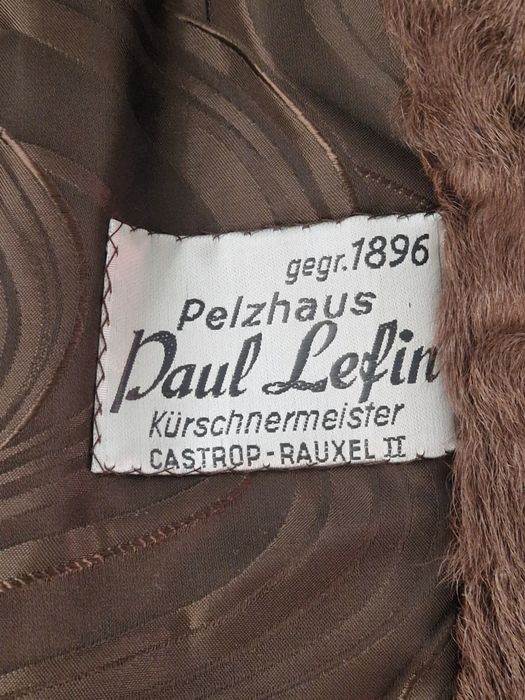 gegr.1896
Pelzhaus
Paul Lefin
Kürschnermeister
CASTROP-RAUXEL II